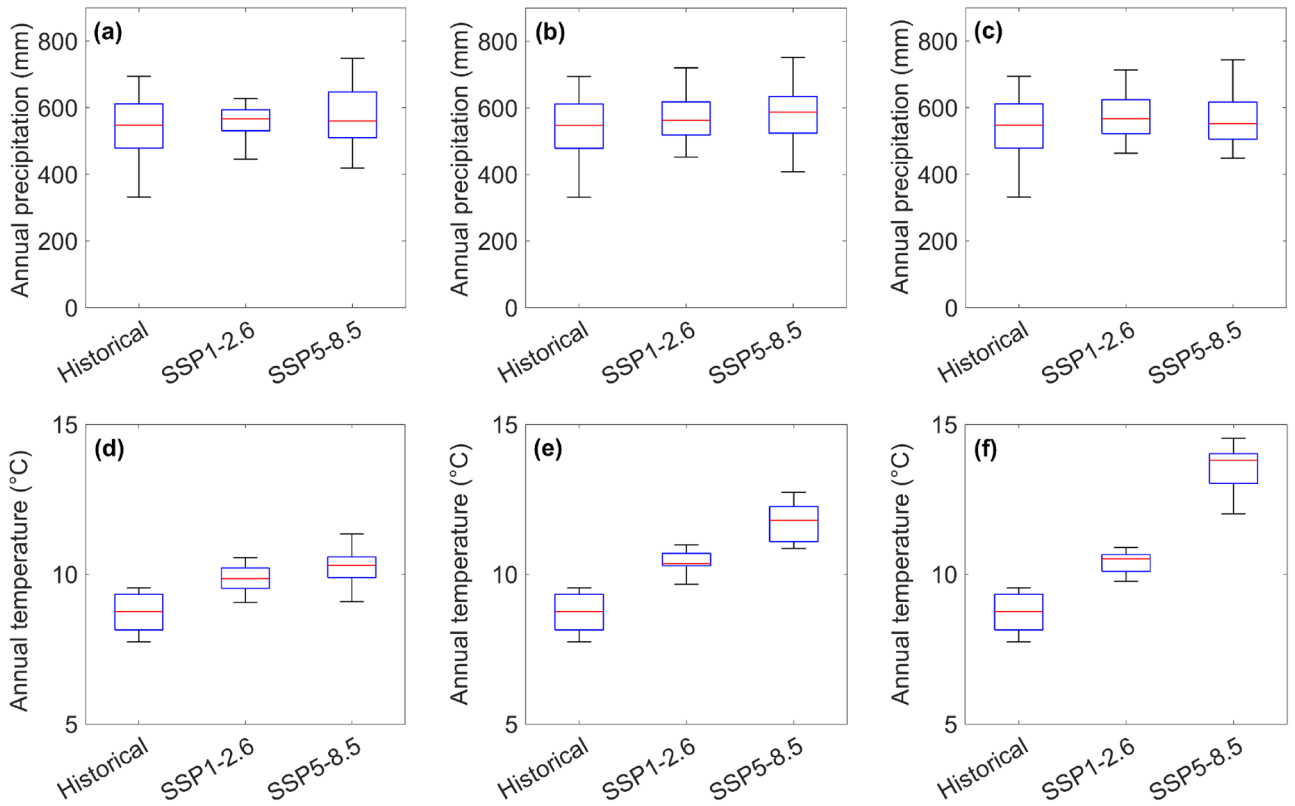 (a)
Annual precipitation (mm)
800
600
400
200
0
Historical
SSP1-2.6
SSP5-8.5
(b)
Annual precipitation (mm)
800
600
400
200
0
Historical
SSP1-2.6
SSP5-8.5
(c)
Annual precipitation (mm)
800
600
400
200
0
Historical
SSP1-2.6
SSP5-8.5
(d)
Annual temperature (°C)
15
10
5
Historical
SSP1-2.6
SSP5-8.5
(e)
Annual temperature (°C)
15
10
5
Historical
SSP1-2.6
SSP5-8.5
(f)
Annual temperature (°C)
15
10
5
Historical
SSP1-2.6
SSP5-8.5